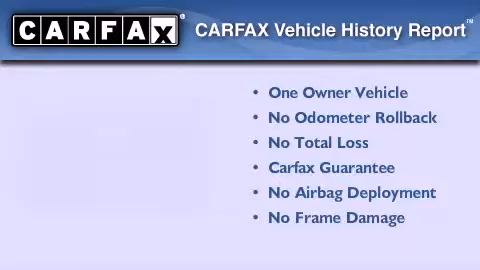 CARFAX® CARFAX Vehicle History Report™
• One Owner Vehicle
• No Odometer Rollback
• No Total Loss
• Carfax Guarantee
• No Airbag Deployment
• No Frame Damage